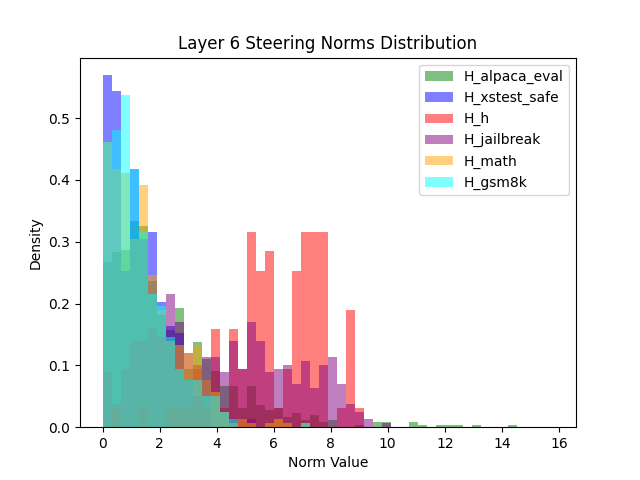 Layer 6 Steering Norms Distribution
H_alpaca_eval
H_xstest_safe
H_h
H_jailbreak
H_math
H_gsm8k
Density
0.5
0.4
0.3
0.2
0.1
0.0
0 2 4 6 8 10 12 14 16
Norm Value